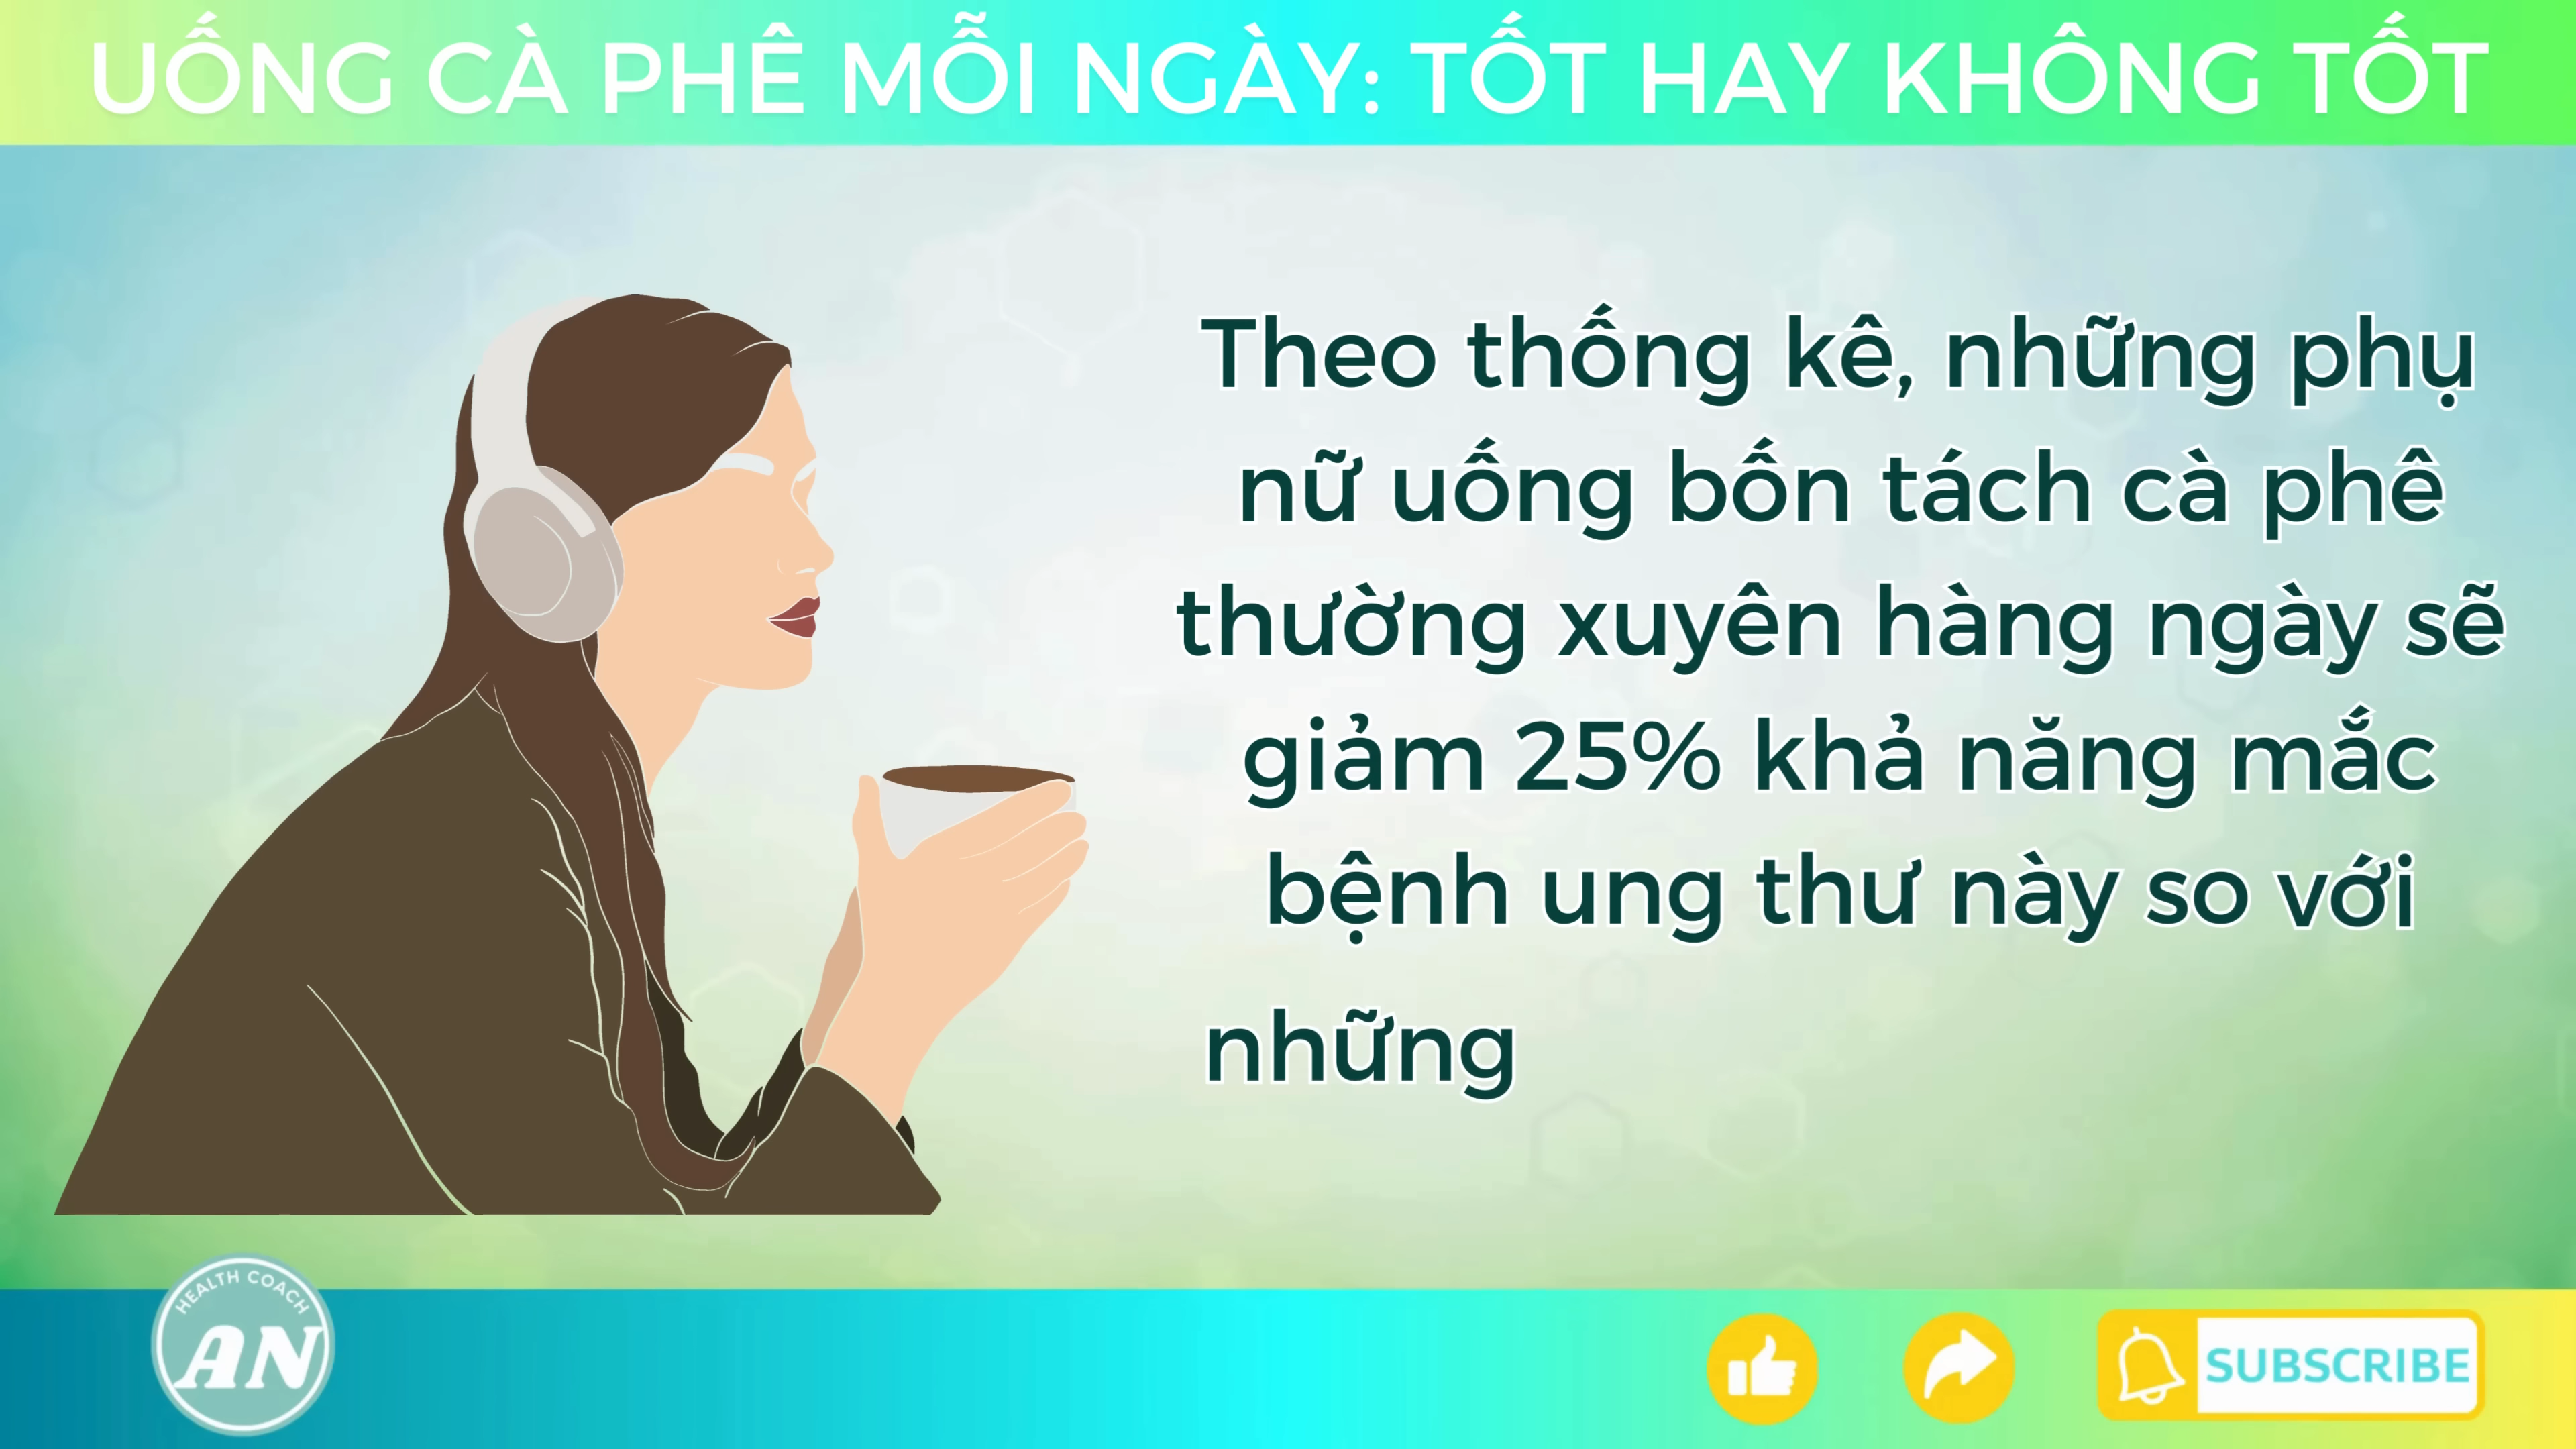 UỐNG CÀ PHÊ MỖI NGÀY: TỐT HAY KHÔNG TỐT
Theo thống kê, những phụ
nữ uống bốn tách cà phê
thường xuyên hàng ngày sẽ
giảm 25% khả năng mắc
bệnh ung thư này so với
những
HEALTH COACH
AN
SUBSCRIBE